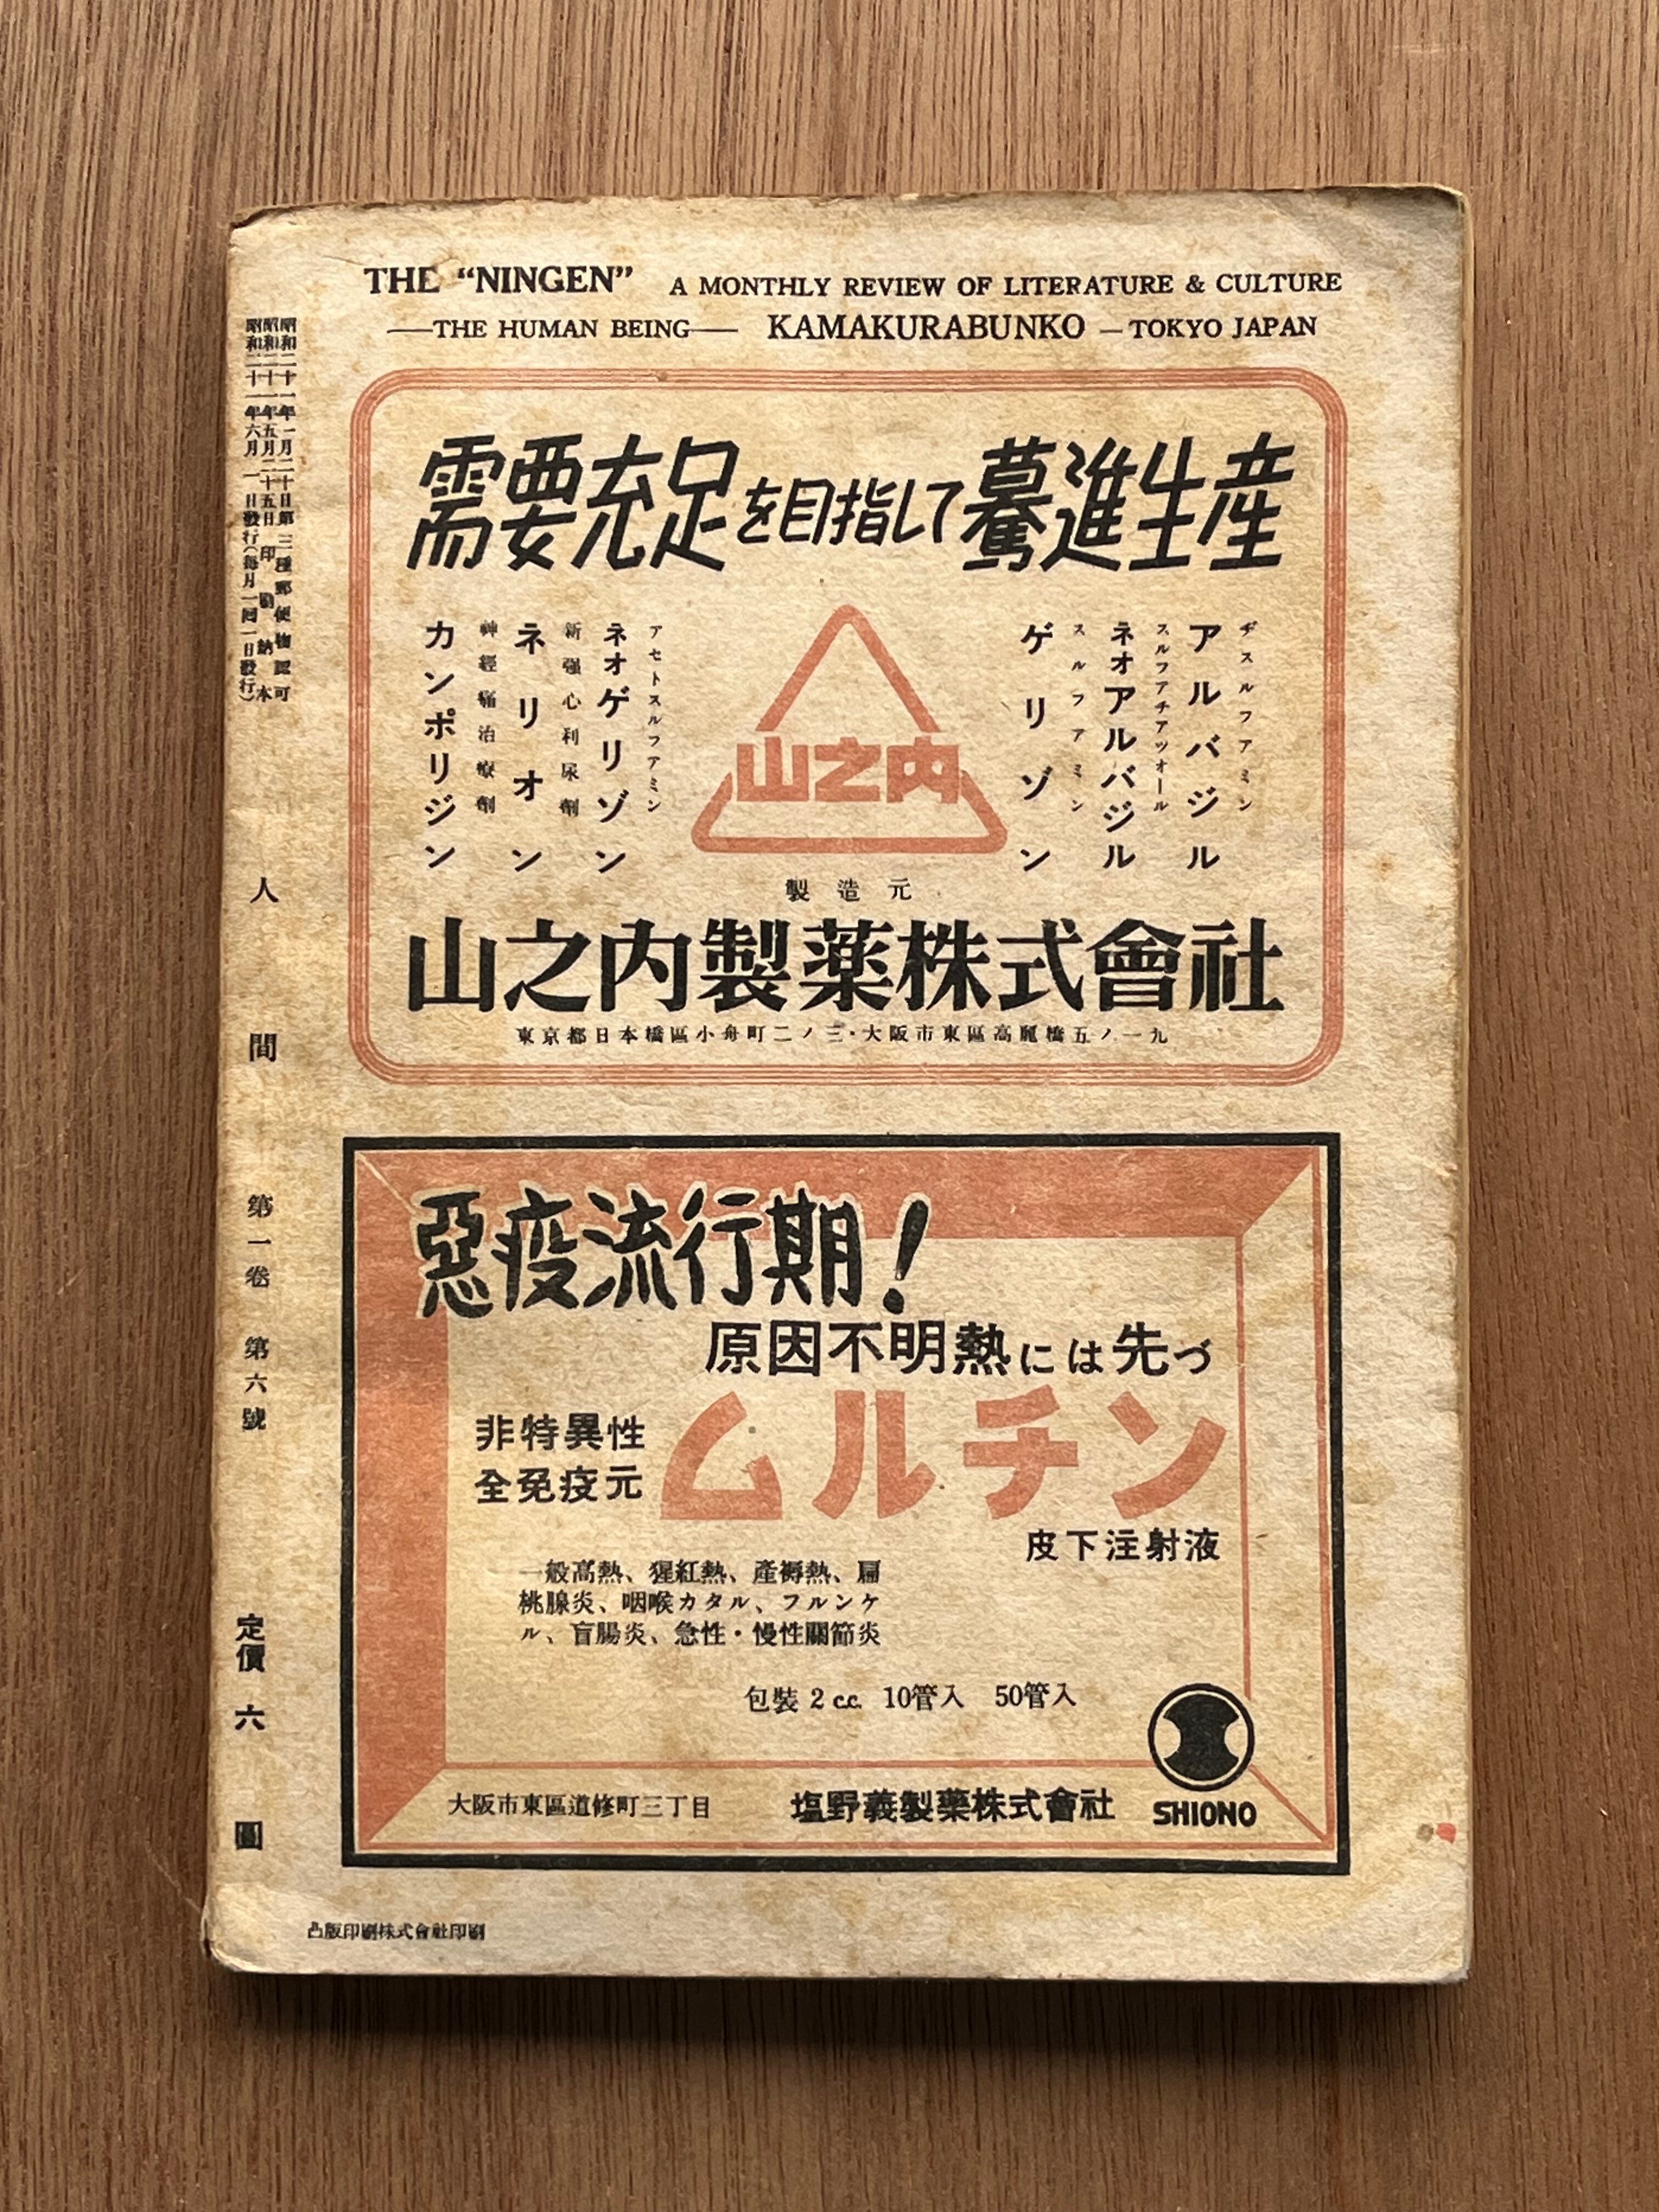 THE “NINGEN” A MONTHLY REVIEW OF LITERATURE & CULTURE
—THE HUMAN BEING— KAMAKURABUNKO —TOKYO JAPAN
昭和二十一年一月二十日第三種郵便物認可
昭和二十一年五月二十五日印刷納本
昭和二十一年六月一日發行(每月一回一日發行)
人間 第一卷 第六號
定價 六圓
需要充足を目指して驀進生産
ヂスルフアミン
アルバジル
スルフアチアツオール
ネオアルバジル
スルフアミン
ゲリゾン
山之内
アセトスルフアミン
ネオゲリゾン
新强心利尿劑
ネリオン
神經痛治療劑
カンポリジン
製造元
山之内製薬株式會社
東京都日本橋區小舟町二ノ三・大阪市東區高麗橋五ノ一九
惡疫流行期!
原因不明熱には先づ
非特異性
全免疫元
ムルチン
皮下注射液
一般高熱、猩紅熱、產褥熱、扁
桃腺炎、咽喉カタル、フルンケ
ル、盲腸炎、急性・慢性關節炎
包裝 2 c.c. 10管入 50管入
大阪市東區道修町三丁目 塩野義製藥株式會社
SHIONO
凸版印刷株式會社印刷